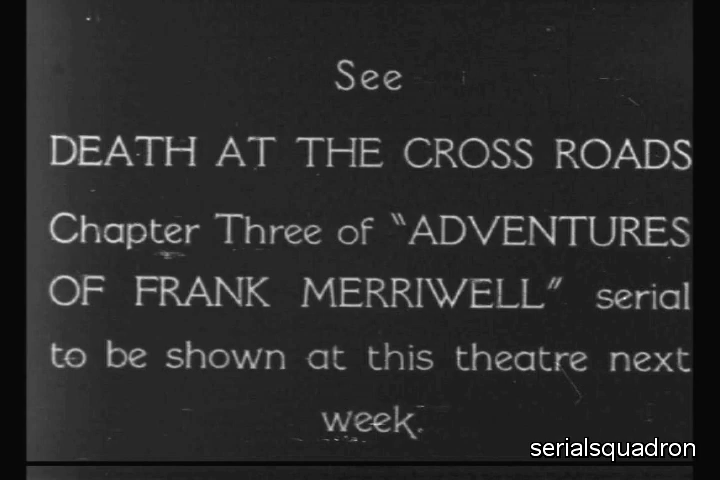 See
DEATH AT THE CROSS ROADS
Chapter Three of "ADVENTURES
OF FRANK MERRIWELL" serial
to be shown at this theatre next
week.
serialsquadron